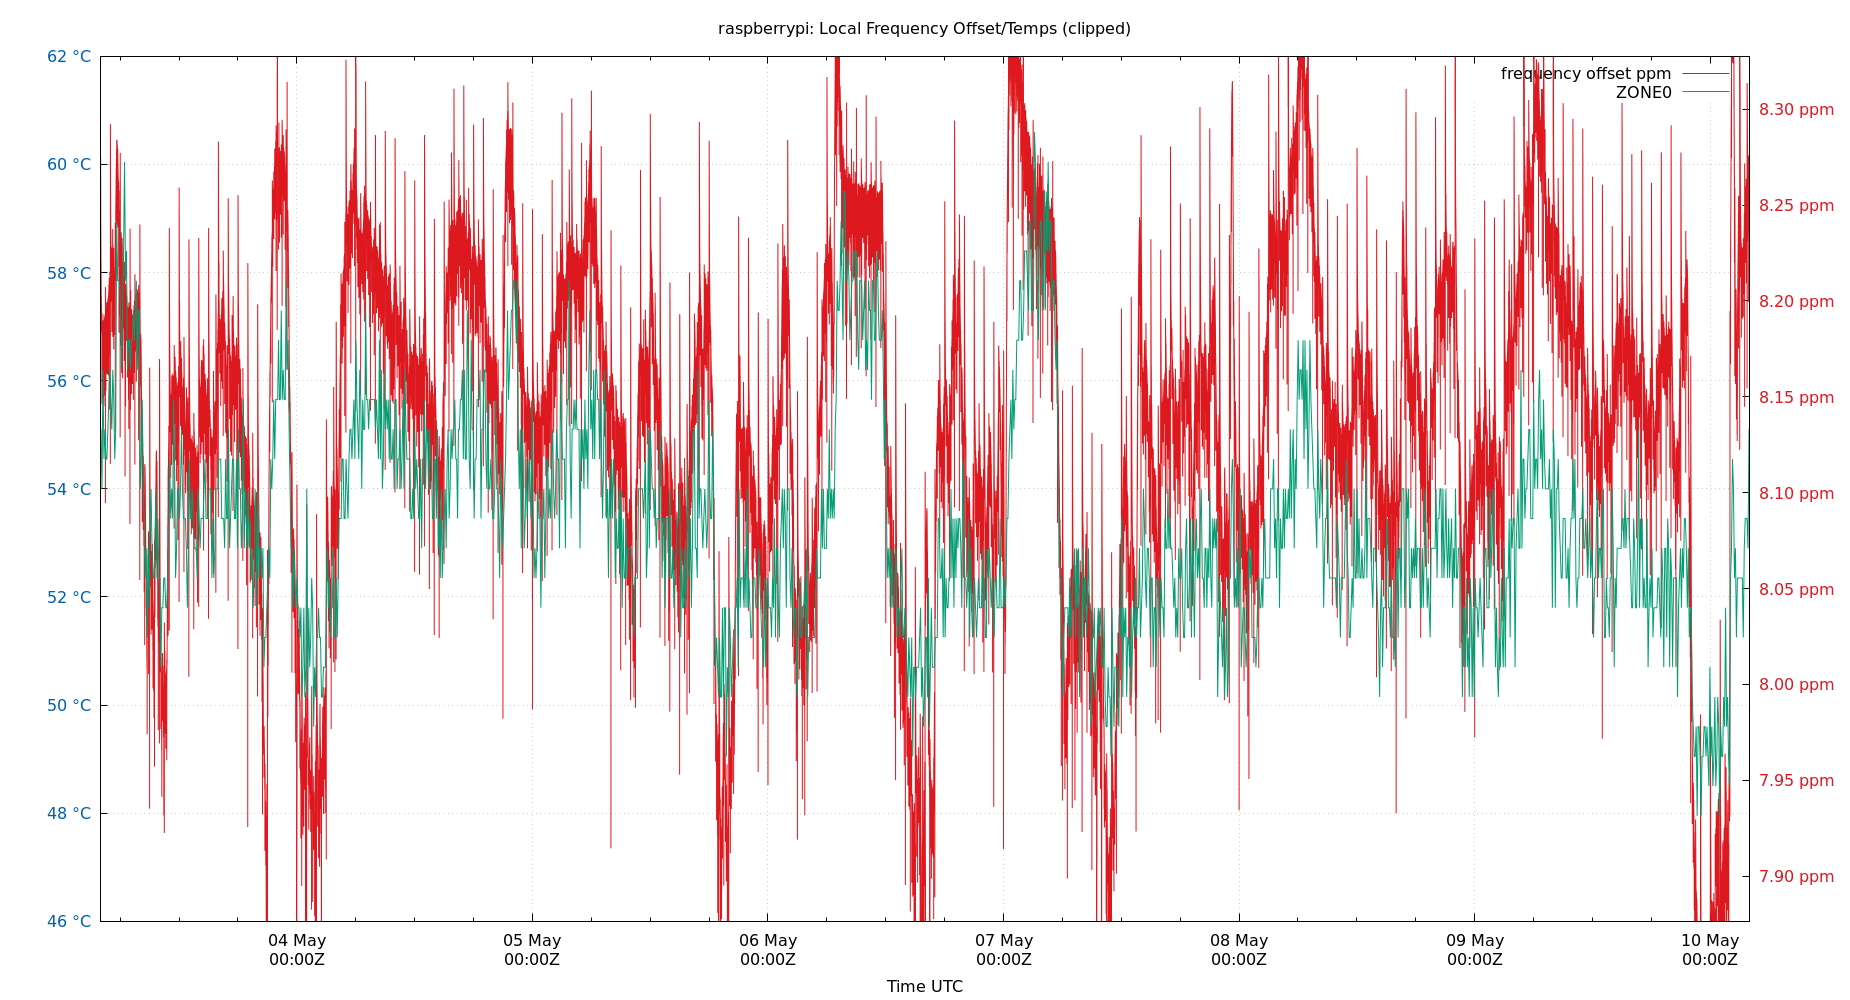 raspberrypi: Local Frequency Offset/Temps (clipped)
62 °C
60 °C
58 °C
56 °C
54 °C
52 °C
50 °C
48 °C
46 °C
frequency offset ppm
ZONE0
8.30 ppm
8.25 ppm
8.20 ppm
8.15 ppm
8.10 ppm
8.05 ppm
8.00 ppm
7.95 ppm
7.90 ppm
04 May
00:00Z
05 May
00:00Z
06 May
00:00Z
07 May
00:00Z
08 May
00:00Z
09 May
00:00Z
10 May
00:00Z
Time UTC